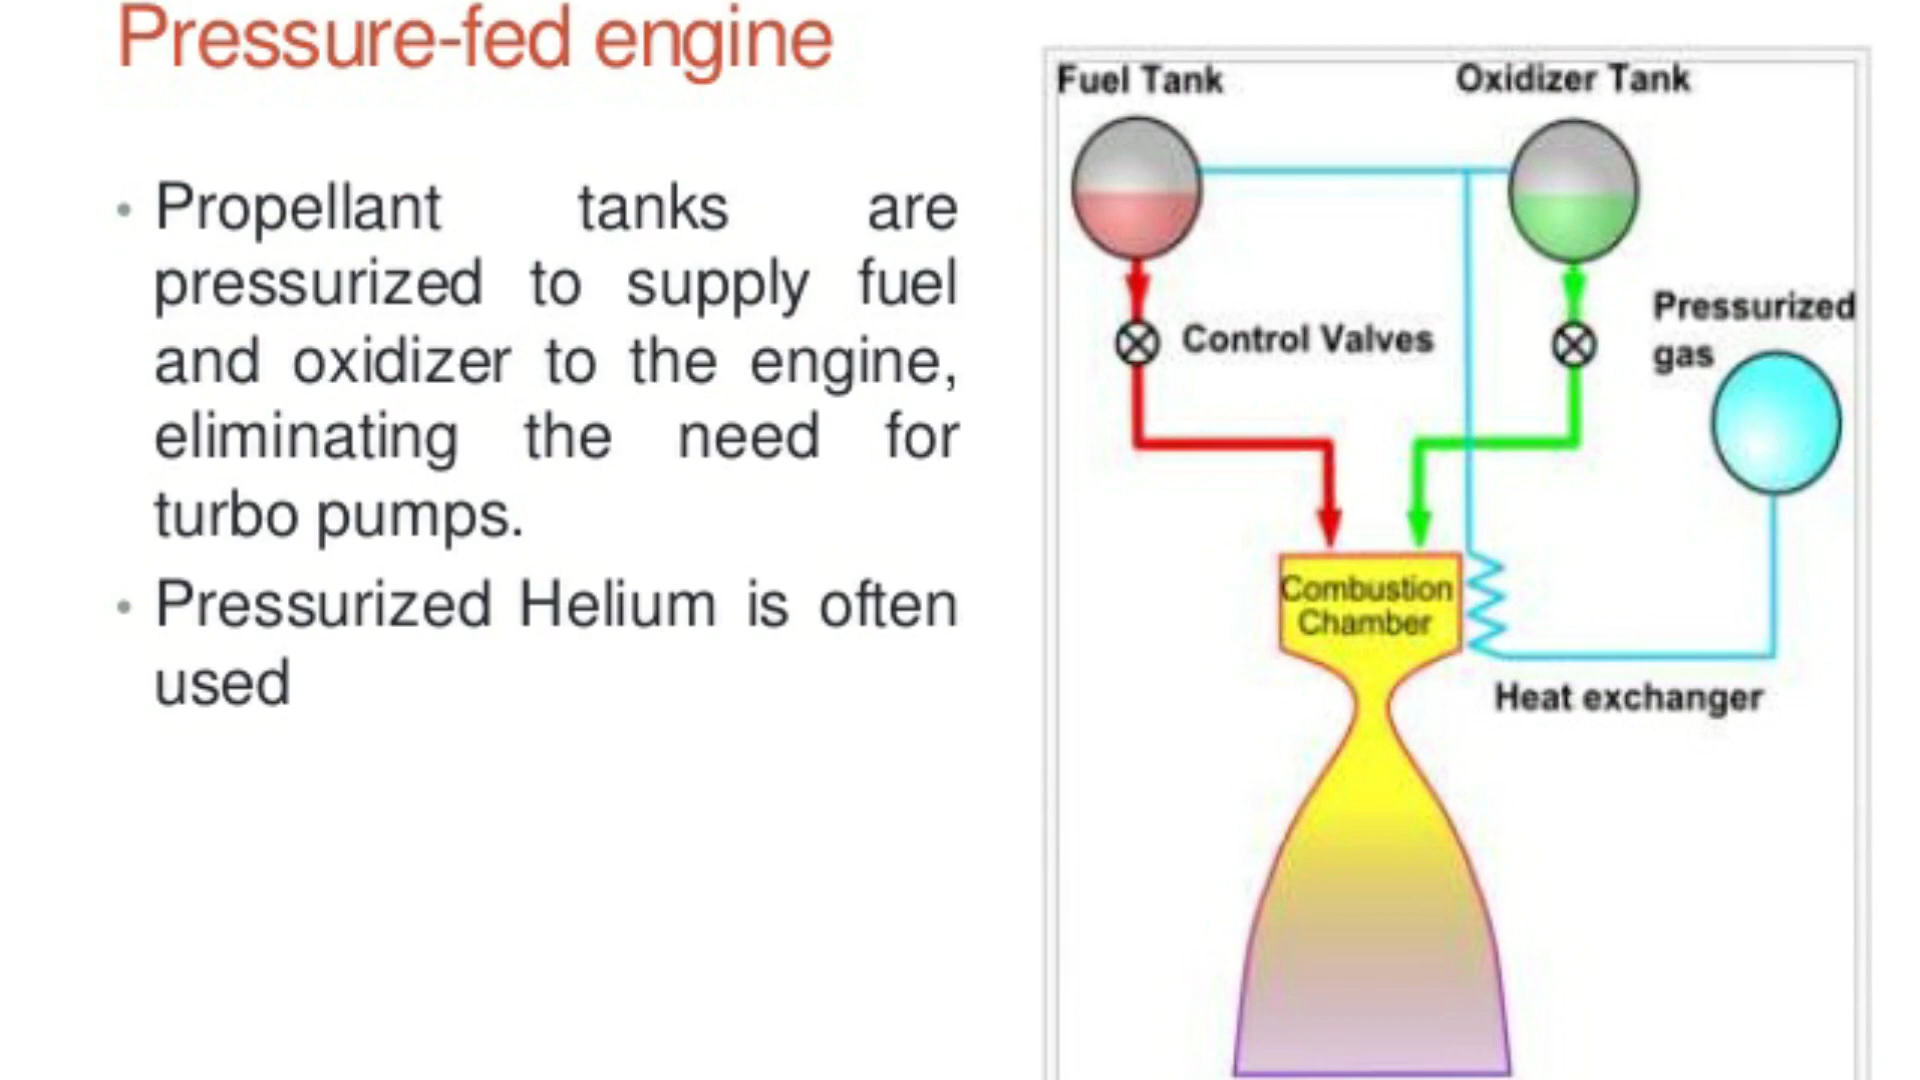 Pressure-fed engine
• Propellant tanks are
pressurized to supply fuel
and oxidizer to the engine,
eliminating the need for
turbo pumps.
• Pressurized Helium is often
used
Fuel Tank
Oxidizer Tank
Control Valves
Pressurized
gas
Combustion
Chamber
Heat exchanger